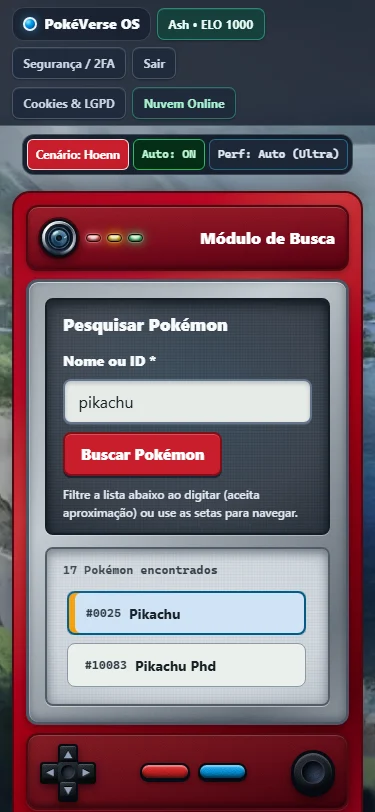 PokéVerse OS
Ash • ELO 1000
Segurança / 2FA
Sair
Cookies & LGPD
Nuvem Online
Cenário: Hoenn
Auto: ON
Perf: Auto (Ultra)
Módulo de Busca
Pesquisar Pokémon
Nome ou ID *
pikachu
Buscar Pokémon
Filtre a lista abaixo ao digitar (aceita
aproximação) ou use as setas para navegar.
17 Pokémon encontrados
#0025 Pikachu
#10083 Pikachu Phd